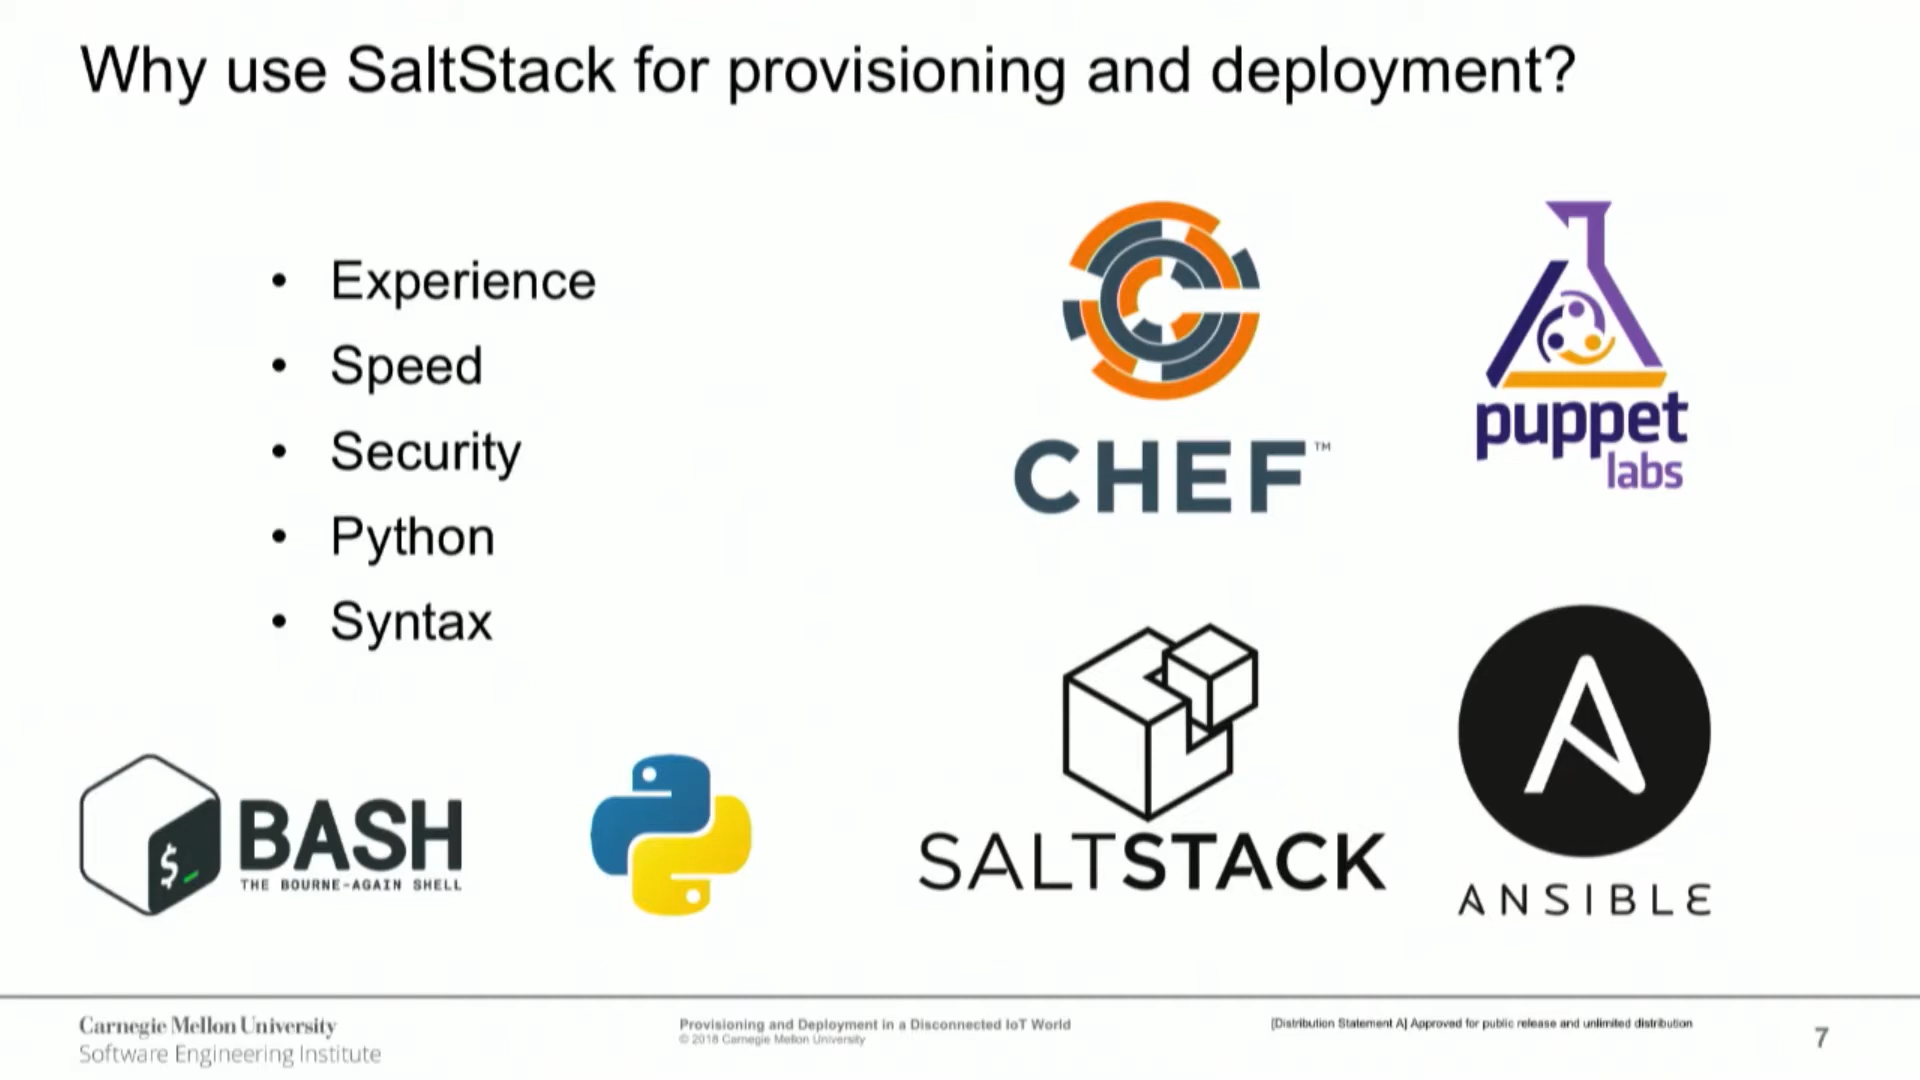 Why use SaltStack for provisioning and deployment?
• Experience
• Speed
• Security
• Python
• Syntax
CHEF™
puppet
labs
$_
BASH
THE BOURNE-AGAIN SHELL
SALTSTACK
ANSIBLE
Carnegie Mellon University
Software Engineering Institute
Provisioning and Deployment in a Disconnected IoT World
© 2018 Carnegie Mellon University
[Distribution Statement A] Approved for public release and unlimited distribution
7